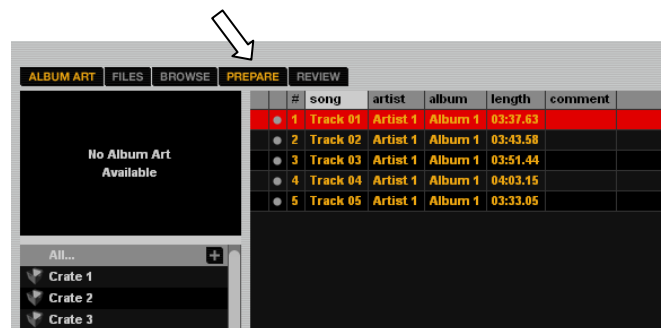 ALBUM ART FILES BROWSE PREPARE REVIEW
# song artist album length comment
1 Track 01 Artist 1 Album 1 03:37.63
2 Track 02 Artist 1 Album 1 03:43.58
3 Track 03 Artist 1 Album 1 03:51.44
4 Track 04 Artist 1 Album 1 04:03.15
5 Track 05 Artist 1 Album 1 03:33.05
No Album Art
Available
All... +
Crate 1
Crate 2
Crate 3